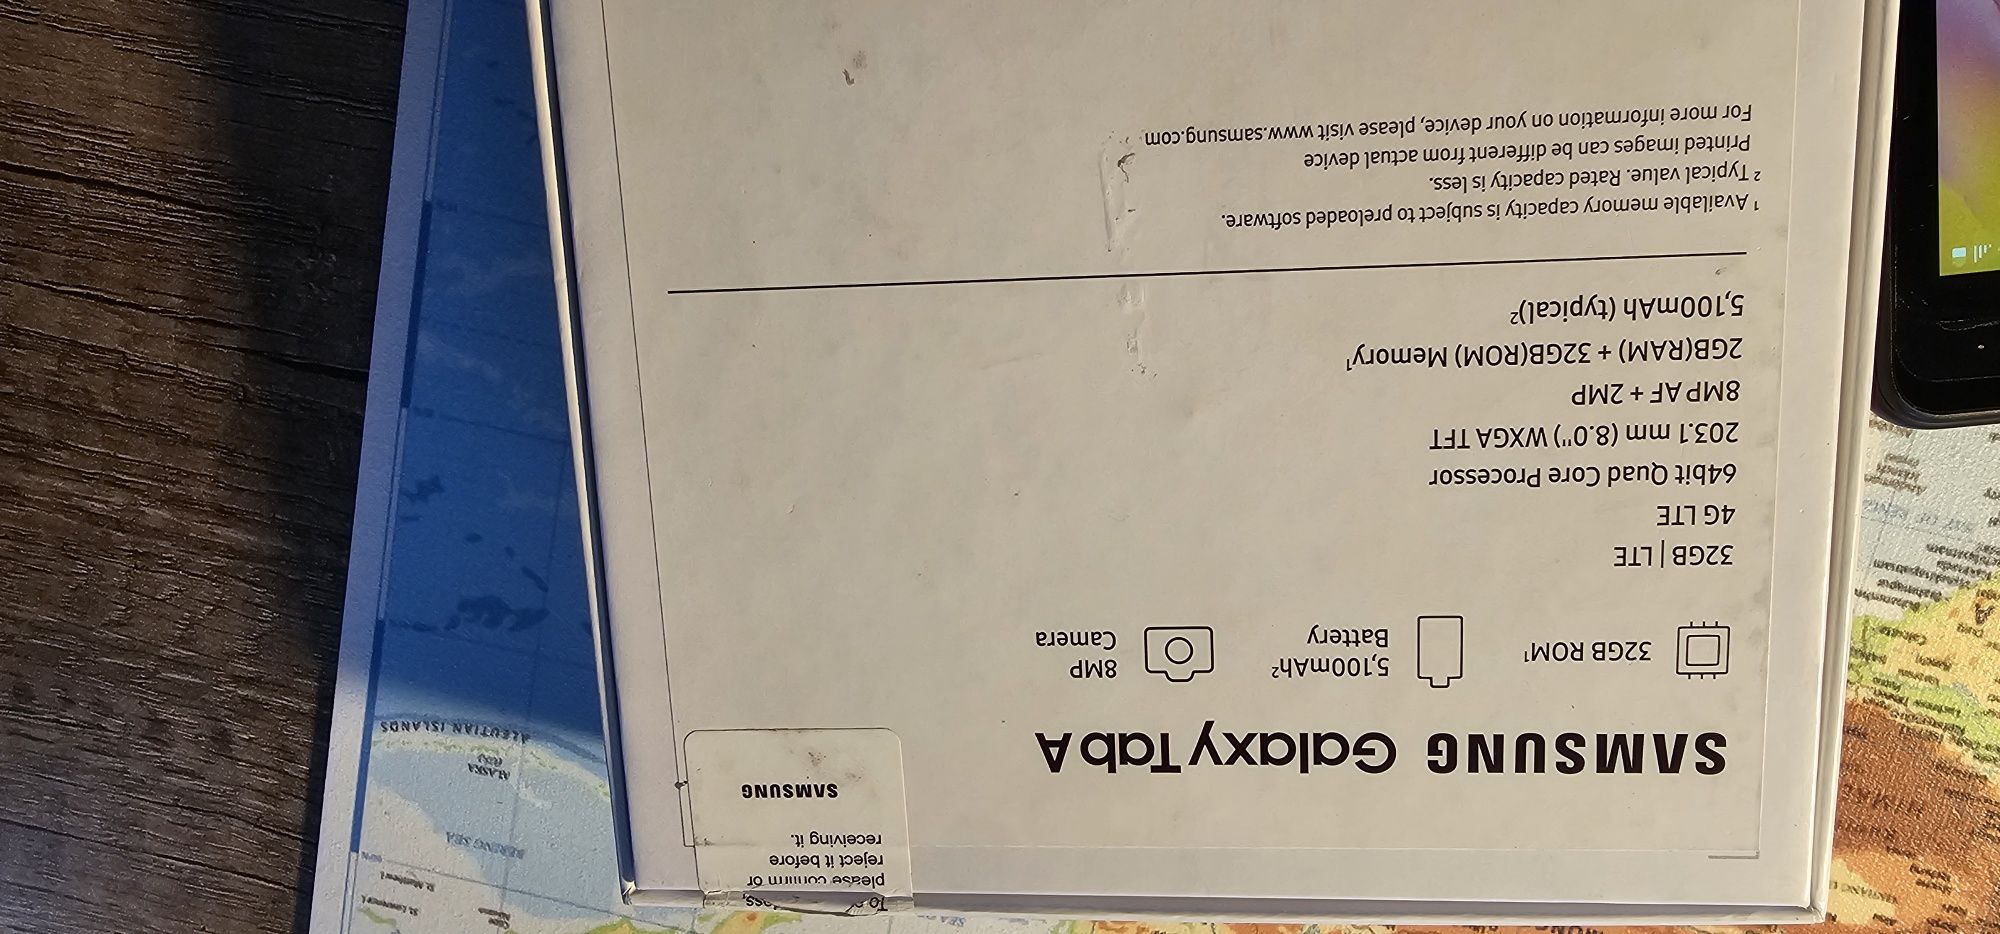 SAMSUNG Galaxy Tab A
32GB ROM¹
5,100mAh²
Battery
8MP
Camera
32GB | LTE
4G LTE
64bit Quad Core Processor
203.1 mm (8.0") WXGA TFT
8MP AF + 2MP
2GB(RAM) + 32GB(ROM) Memory¹
5,100mAh (typical)²
¹ Available memory capacity is subject to preloaded software.
² Typical value. Rated capacity is less.
Printed images can be different from actual device
For more information on your device, please visit www.samsung.com
To
please confirm or
reject it before
receiving it.
SAMSUNG
BERING SEA
ALASKA
ALEUTIAN ISLANDS